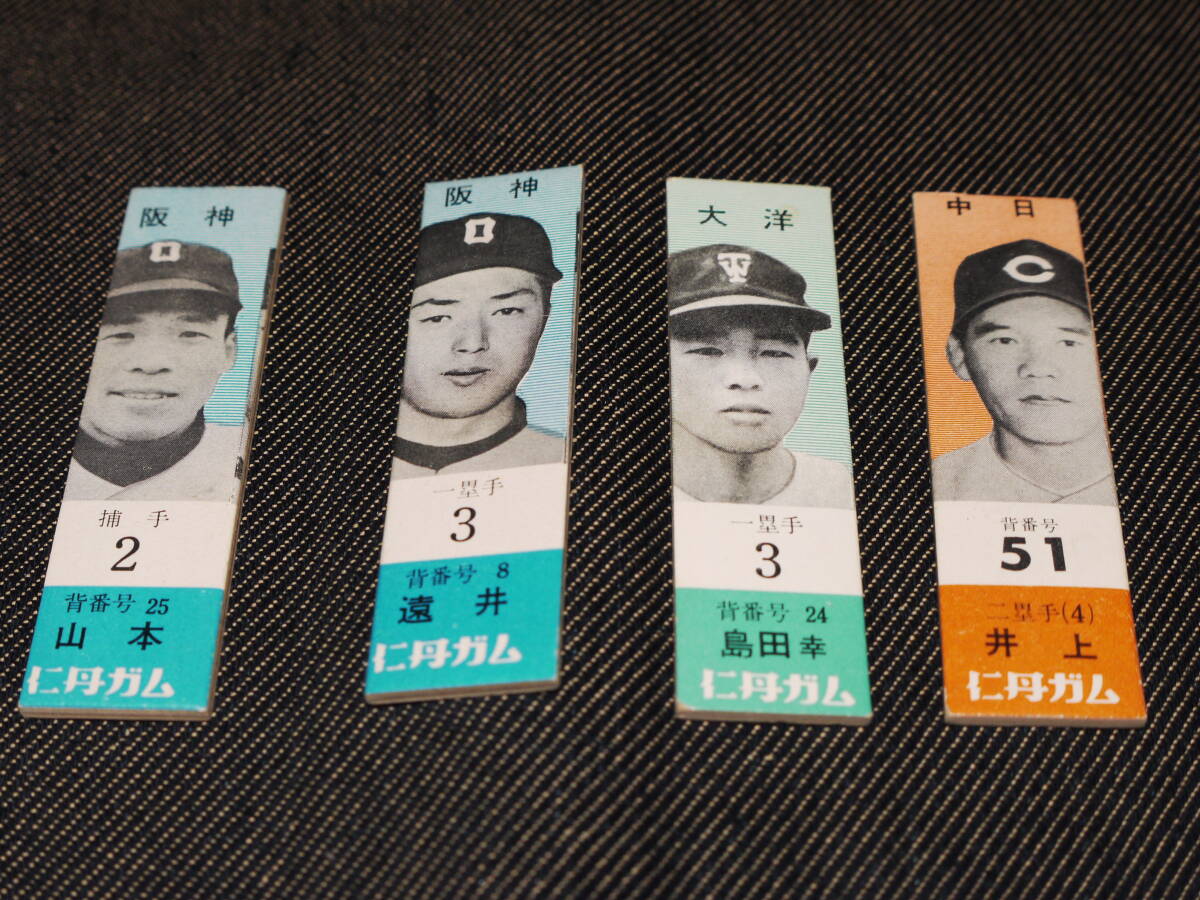 阪神
O
捕手
2
背番号 25
山本
仁丹ガム
阪神
O
一塁手
3
背番号 8
遠井
仁丹ガム
大洋
TW
一塁手
3
背番号 24
島田幸
仁丹ガム
中日
C
背番号
51
二塁手(4)
井上
仁丹ガム